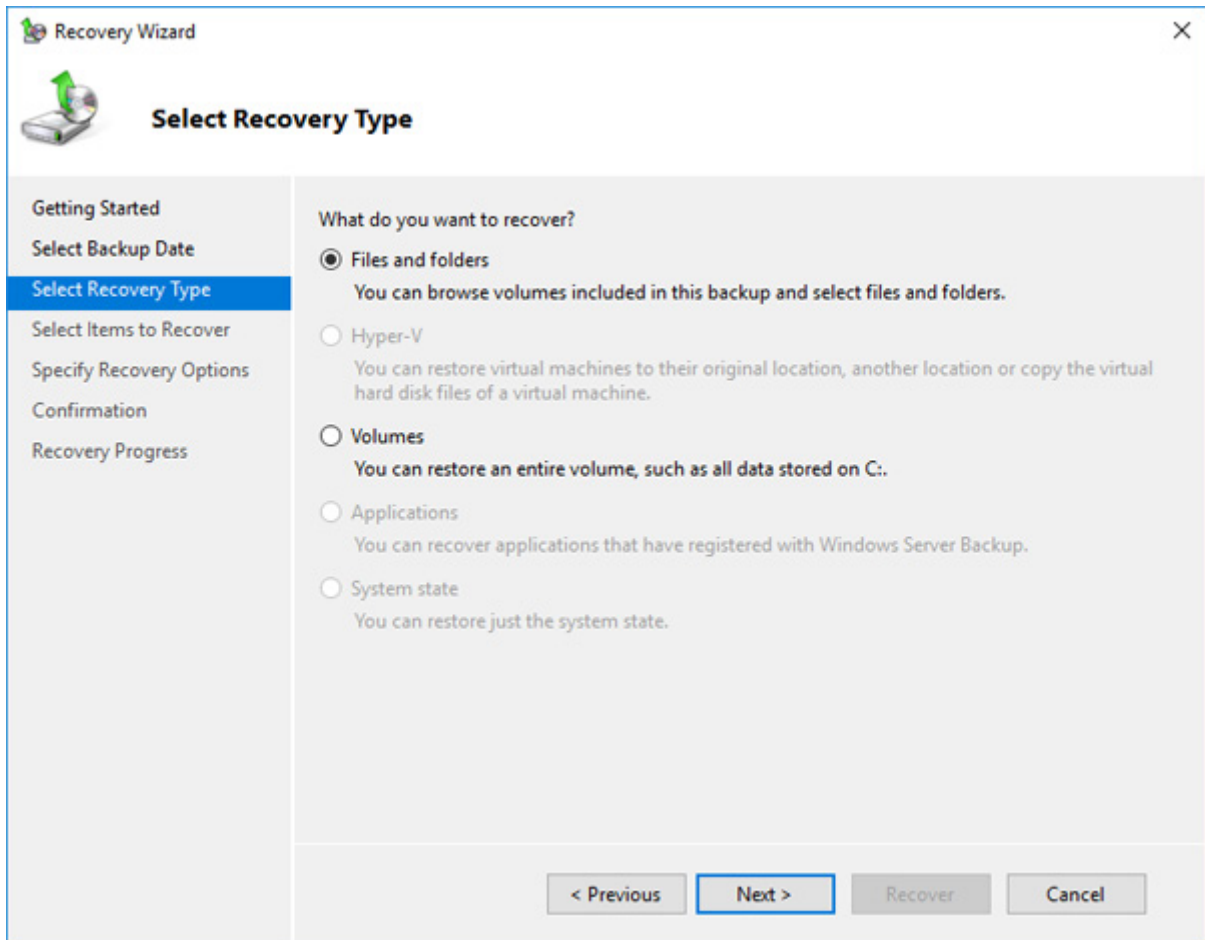 Recovery Wizard
Select Recovery Type
Getting Started
Select Backup Date
Select Recovery Type
Select Items to Recover
Specify Recovery Options
Confirmation
Recovery Progress
What do you want to recover?
Files and folders
You can browse volumes included in this backup and select files and folders.
Hyper-V
You can restore virtual machines to their original location, another location or copy the virtual
hard disk files of a virtual machine.
Volumes
You can restore an entire volume, such as all data stored on C:.
Applications
You can recover applications that have registered with Windows Server Backup.
System state
You can restore just the system state.
< Previous
Next >
Recover
Cancel